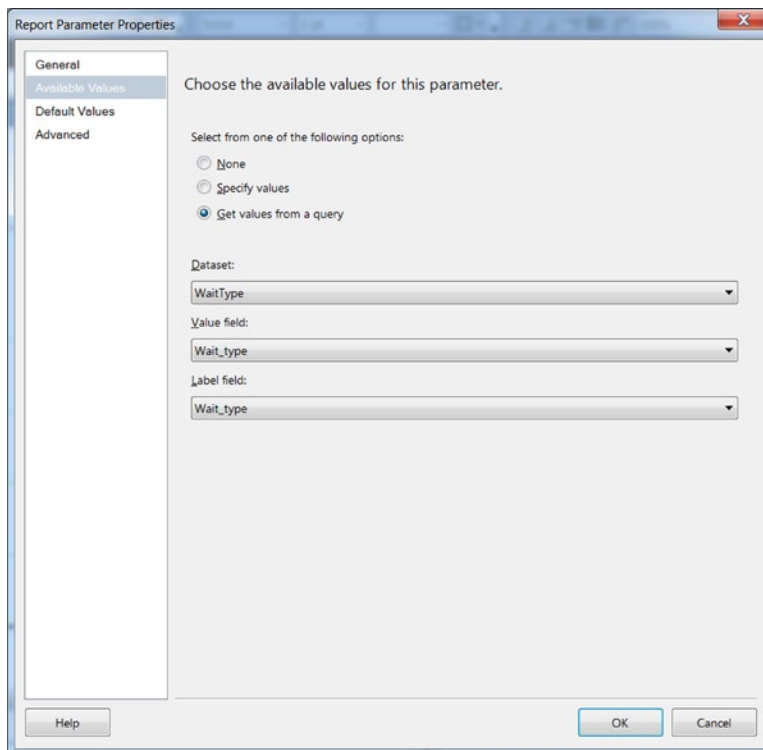 Report Parameter Properties
General
Available Values
Default Values
Advanced
Choose the available values for this parameter.
Select from one of the following options:
None
Specify values
Get values from a query
Dataset:
WaitType
Value field:
Wait_type
Label field:
Wait_type
Help
OK
Cancel